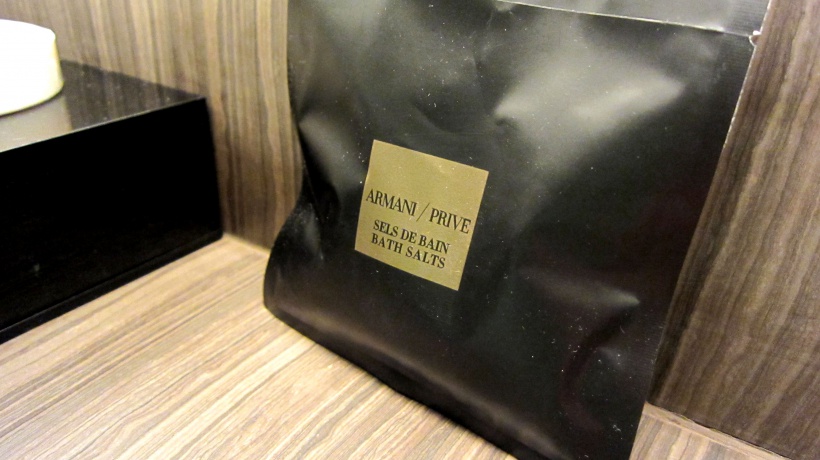 ARMANI / PRIVE
SELS DE BAIN
BATH SALTS